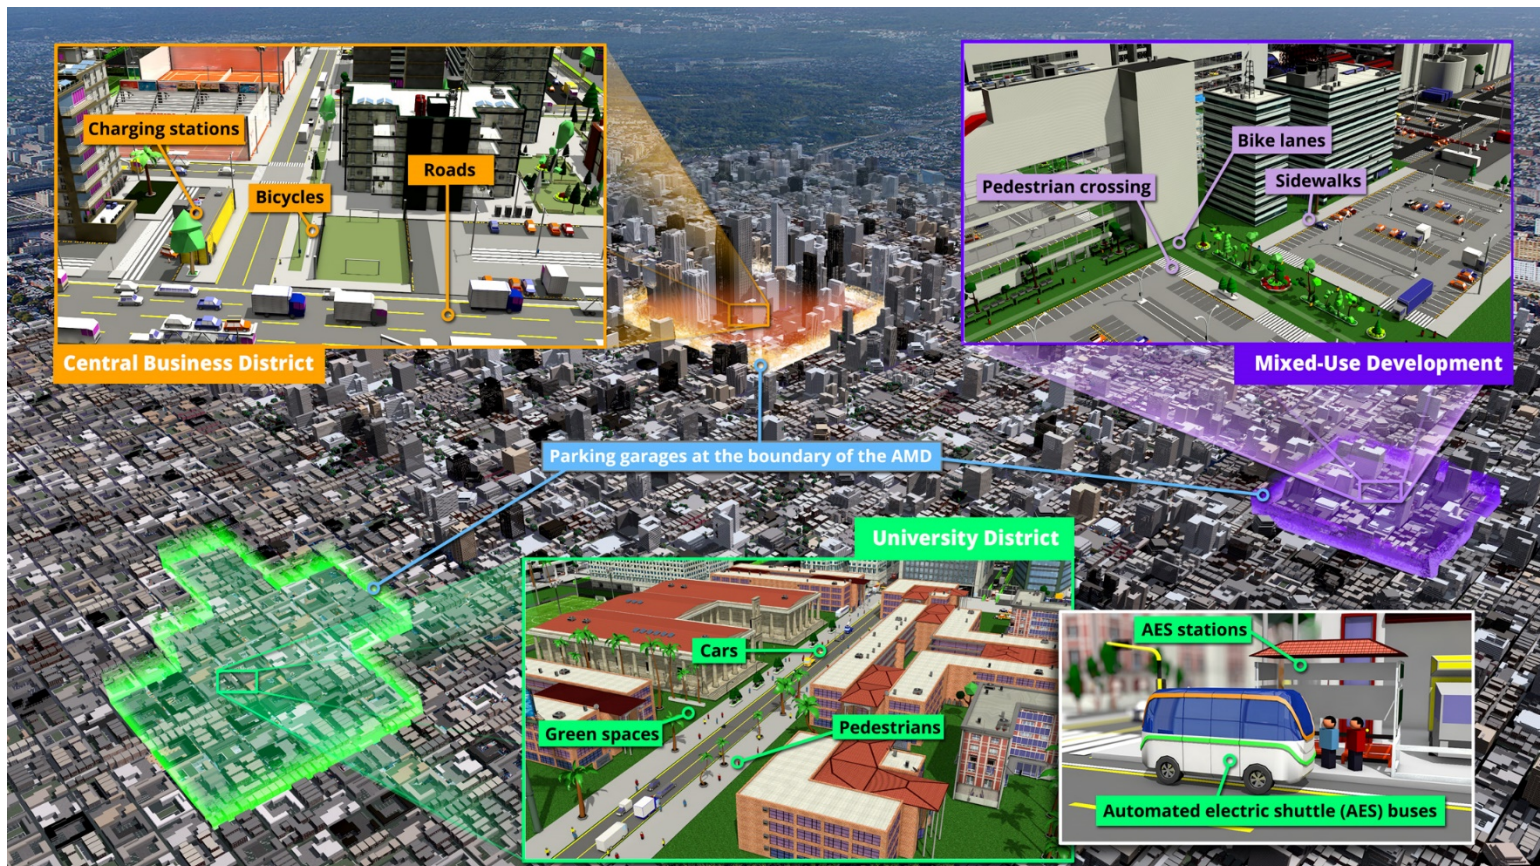 Charging stations
Bicycles
Roads
Central Business District
Bike lanes
Pedestrian crossing
Sidewalks
Mixed-Use Development
Parking garages at the boundary of the AMD
University District
Cars
Green spaces
Pedestrians
AES stations
Automated electric shuttle (AES) buses